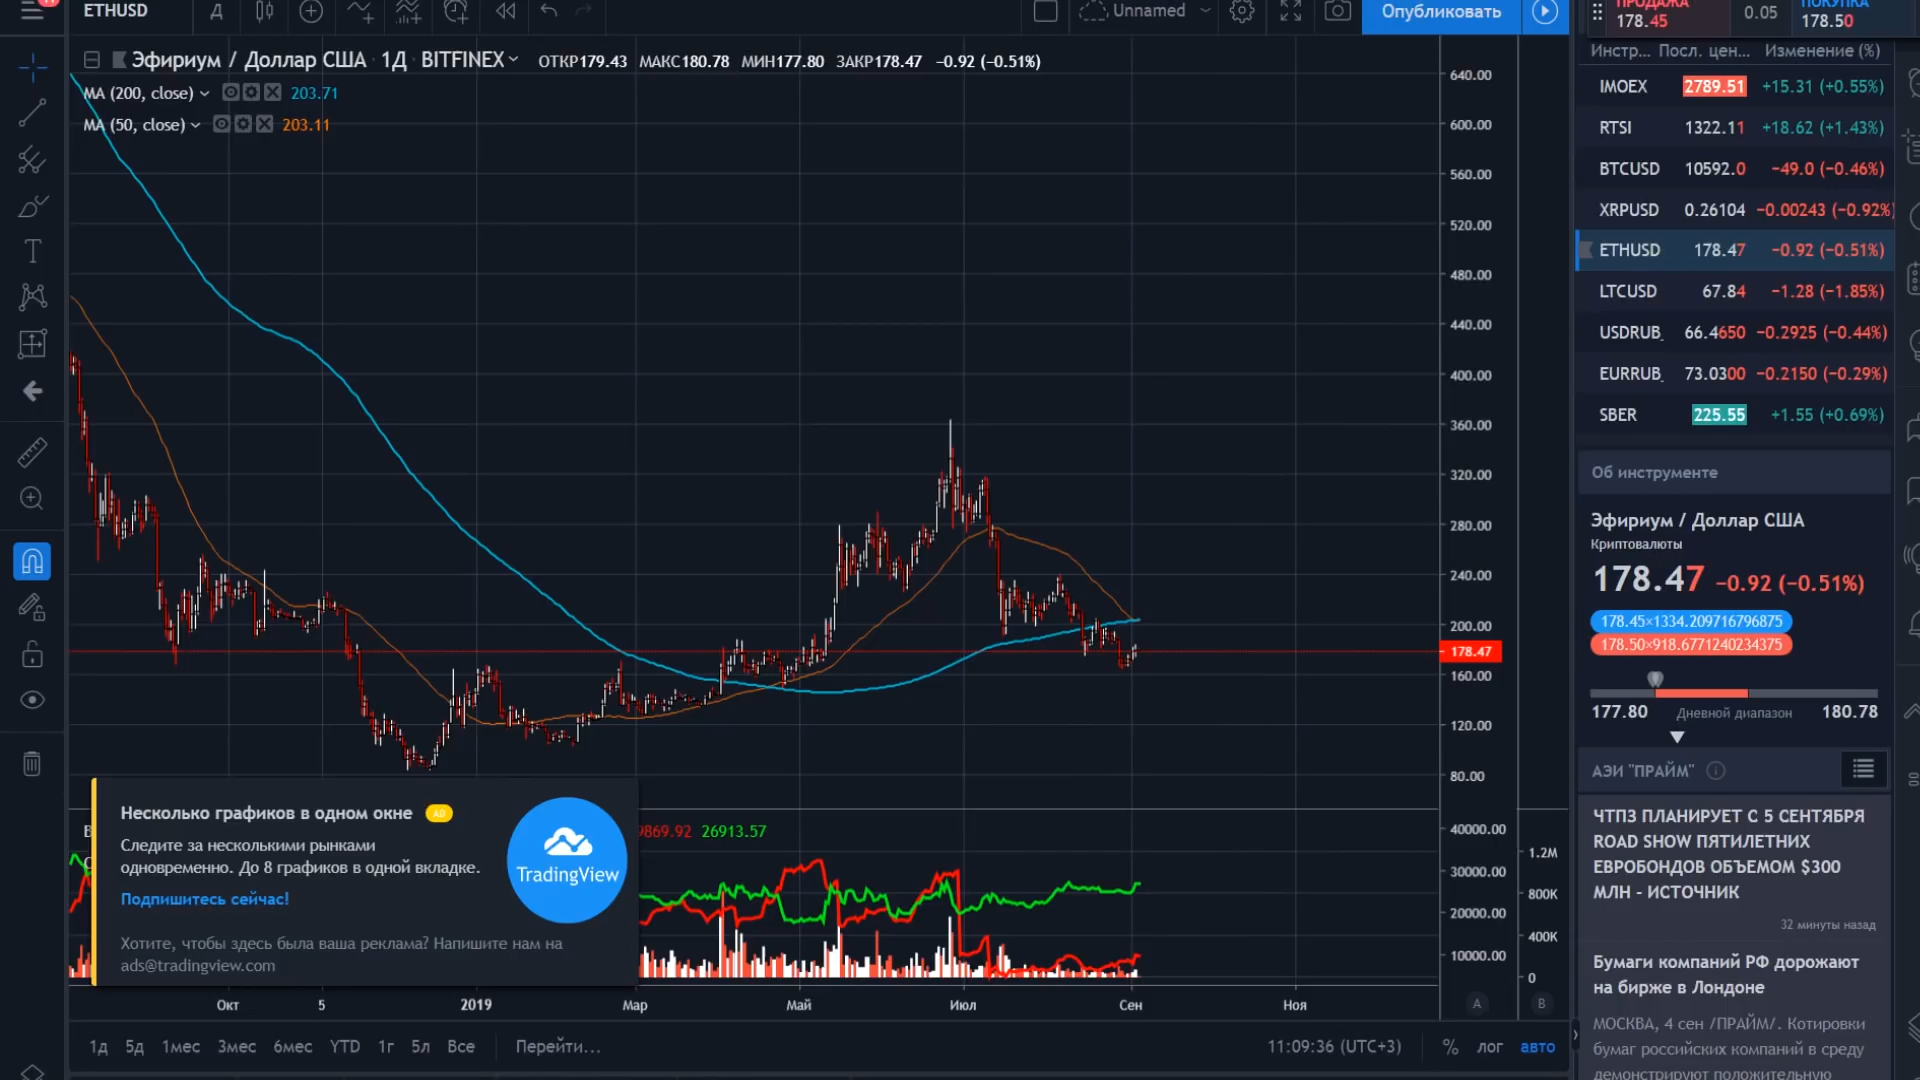 ETHUSD
Д
Unnamed
Опубликовать
ПРОДАЖА
178.45
0.05
ПОКУПКА
178.50
Эфириум / Доллар США 1Д BITFINEX ОТКР179.43 МАКС180.78 МИН177.80 ЗАКР178.47 −0.92 (−0.51%)
MA (200, close) 203.71
MA (50, close) 203.11
640.00
600.00
560.00
520.00
480.00
440.00
400.00
360.00
320.00
280.00
240.00
200.00
178.47
160.00
120.00
80.00
Инстр... Посл. цен... Изменение (%)
IMOEX 2789.51 +15.31 (+0.55%)
RTSI 1322.11 +18.62 (+1.43%)
BTCUSD 10592.0 −49.0 (−0.46%)
XRPUSD 0.26104 −0.00243 (−0.92%)
ETHUSD 178.47 −0.92 (−0.51%)
LTCUSD 67.84 −1.28 (−1.85%)
USDRUB_ 66.4650 −0.2925 (−0.44%)
EURRUB_ 73.0300 −0.2150 (−0.29%)
SBER 225.55 +1.55 (+0.69%)
Об инструменте
Эфириум / Доллар США
Криптовалюты
178.47 −0.92 (−0.51%)
178.45×1334.209716796875
178.50×918.6771240234375
177.80 Дневной диапазон 180.78
АЭИ "ПРАЙМ"
ЧТПЗ ПЛАНИРУЕТ С 5 СЕНТЯБРЯ
ROAD SHOW ПЯТИЛЕТНИХ
ЕВРОБОНДОВ ОБЪЕМОМ $300
МЛН - ИСТОЧНИК
32 минуты назад
Бумаги компаний РФ дорожают
на бирже в Лондоне
МОСКВА, 4 сен /ПРАЙМ/. Котировки
бумаг российских компаний в среду
демонстрируют положительную
Несколько графиков в одном окне AD
Следите за несколькими рынками
одновременно. До 8 графиков в одной вкладке.
Подпишитесь сейчас!
TradingView
Хотите, чтобы здесь была ваша реклама? Напишите нам на
ads@tradingview.com
9869.92 26913.57
40000.00
30000.00
20000.00
10000.00
1.2M
800K
400K
0
Окт 5 2019 Мар Май Июл Сен Ноя
A B
1д 5д 1мес 3мес 6мес YTD 1г 5л Все Перейти... 11:09:36 (UTC+3) % лог авто